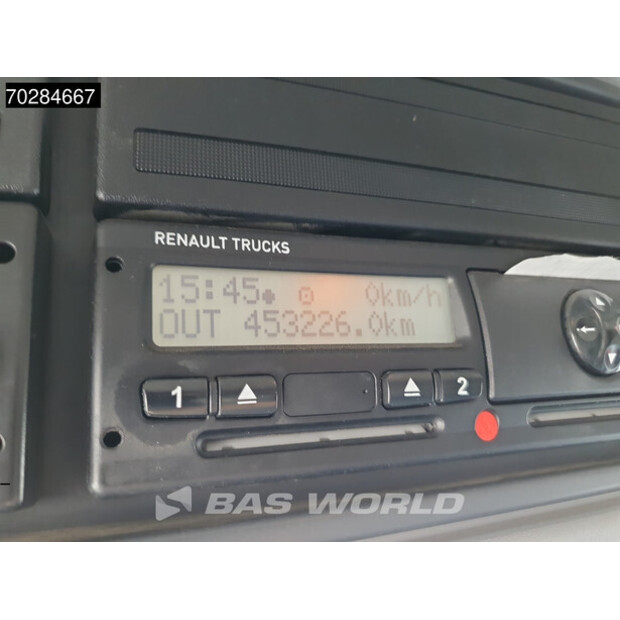 70284667
RENAULT TRUCKS
15:45 0km/h
OUT 453226.0km
1 2
BAS WORLD